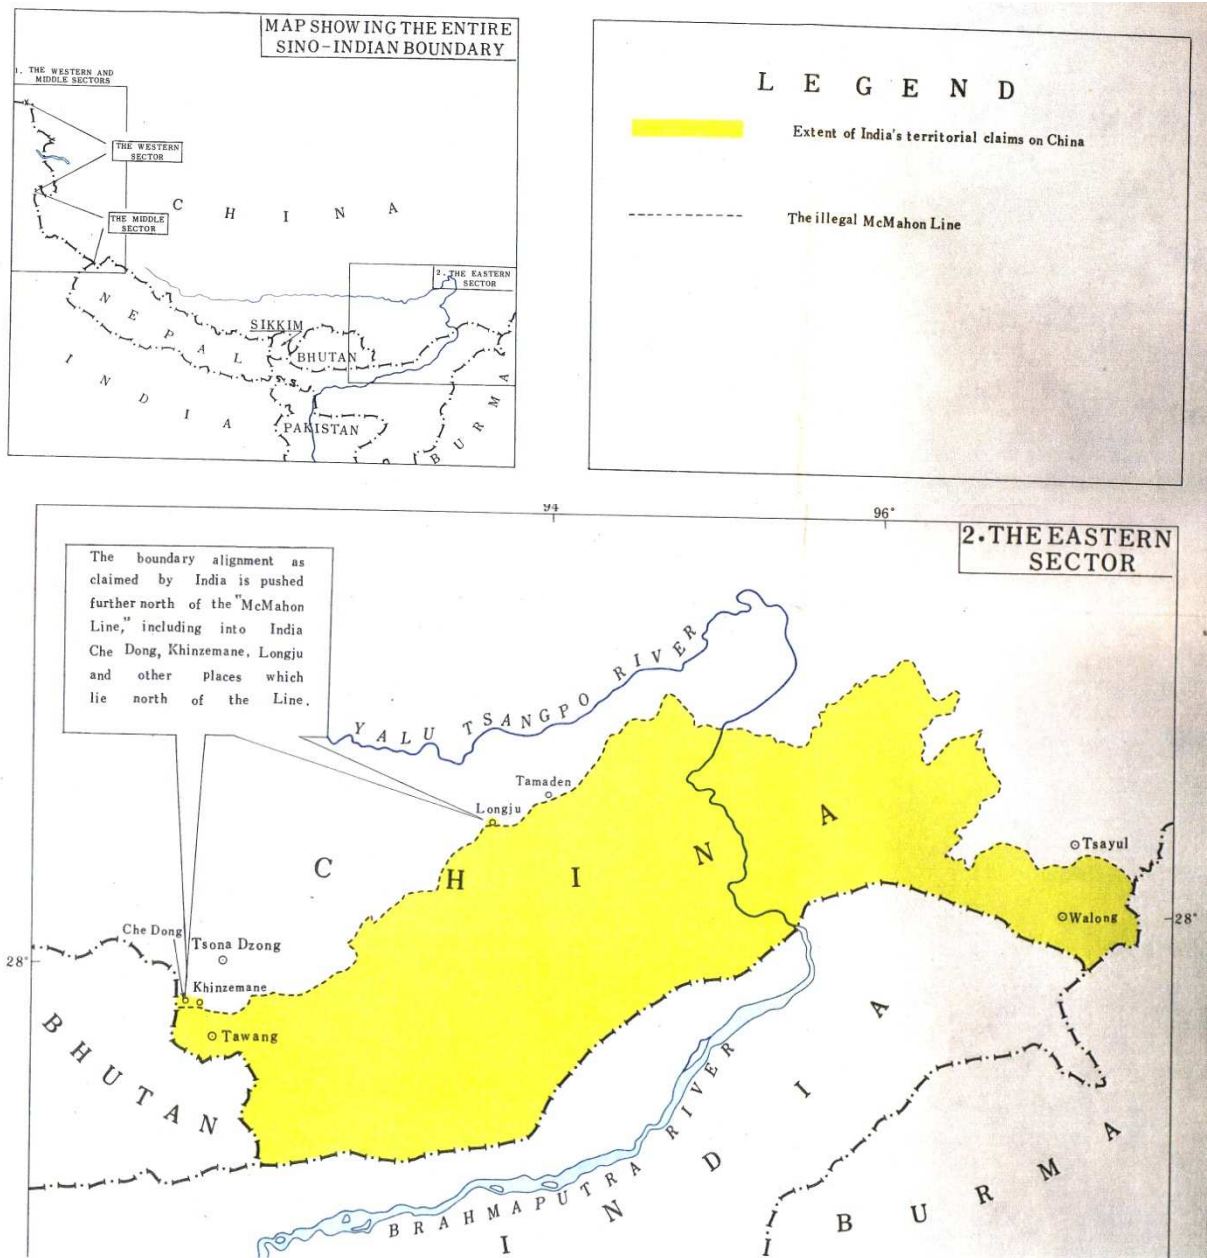 MAP SHOWING THE ENTIRE
SINO-INDIAN BOUNDARY
1. THE WESTERN AND
MIDDLE SECTORS
THE WESTERN
SECTOR
THE MIDDLE
SECTOR
CHINA
2. THE EASTERN
SECTOR
NEPAL
SIKKIM
BHUTAN
INDIA
PAKISTAN
BURMA
LEGEND
Extent of India's territorial claims on China
The illegal McMahon Line
94
96°
2. THE EASTERN
SECTOR
The boundary alignment as
claimed by India is pushed
further north of the "McMahon
Line," including into India
Che Dong, Khinzemane, Longju
and other places which
lie north of the Line.
YALU TSANGPO RIVER
Tamaden
Longju
CHINA
Tsayul
Walong
28°
Che Dong
Tsona Dzong
28°
Khinzemane
Tawang
BHUTAN
BRAHMAPUTRA RIVER
INDIA
BURMA